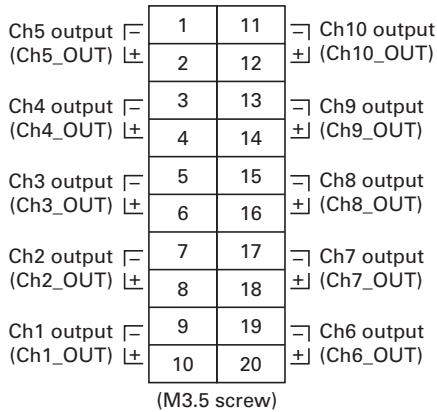 Ch5 output − 1 11 − Ch10 output
(Ch5_OUT) + 2 12 + (Ch10_OUT)
Ch4 output − 3 13 − Ch9 output
(Ch4_OUT) + 4 14 + (Ch9_OUT)
Ch3 output − 5 15 − Ch8 output
(Ch3_OUT) + 6 16 + (Ch8_OUT)
Ch2 output − 7 17 − Ch7 output
(Ch2_OUT) + 8 18 + (Ch7_OUT)
Ch1 output − 9 19 − Ch6 output
(Ch1_OUT) + 10 20 + (Ch6_OUT)
(M3.5 screw)